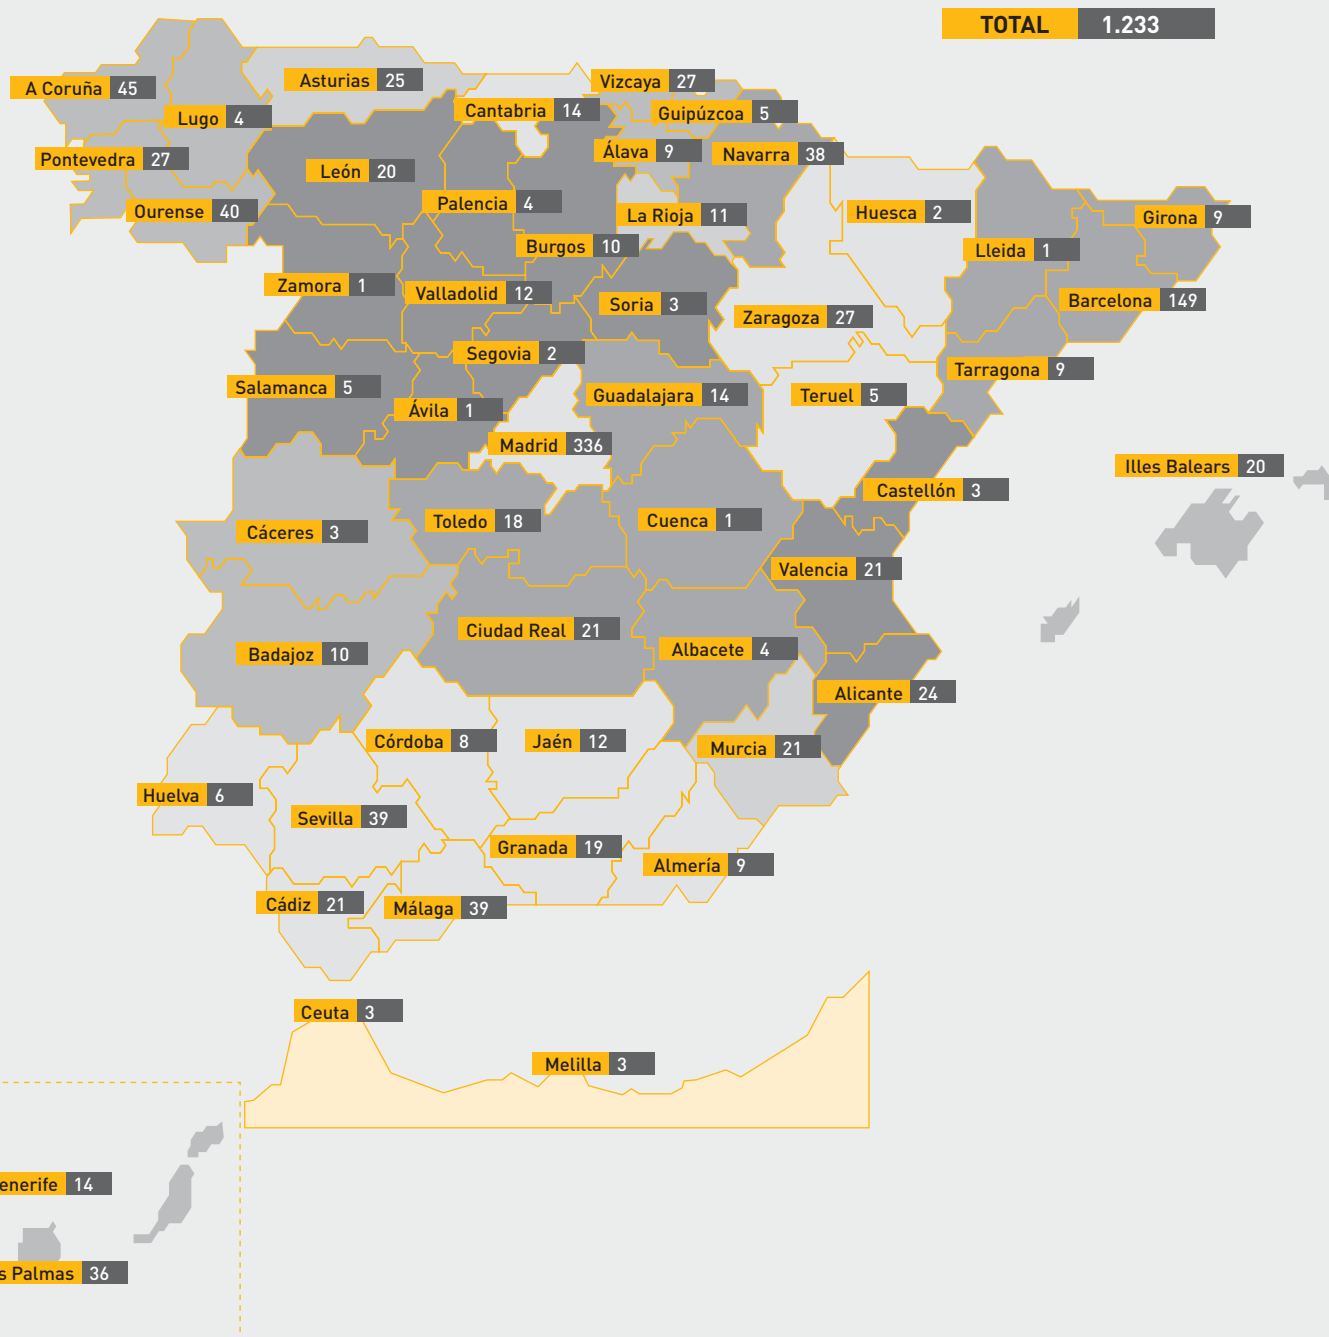 TOTAL 1.233
A Coruña 45
Asturias 25
Vizcaya 27
Cantabria 14
Guipúzcoa 5
Lugo 4
Pontevedra 27
Álava 9
Navarra 38
León 20
Palencia 4
Ourense 40
La Rioja 11
Huesca 2
Girona 9
Burgos 10
Lleida 1
Zamora 1
Valladolid 12
Soria 3
Barcelona 149
Zaragoza 27
Segovia 2
Tarragona 9
Salamanca 5
Guadalajara 14
Teruel 5
Ávila 1
Madrid 336
Illes Balears 20
Castellón 3
Cáceres 3
Toledo 18
Cuenca 1
Valencia 21
Ciudad Real 21
Badajoz 10
Albacete 4
Alicante 24
Córdoba 8
Jaén 12
Murcia 21
Huelva 6
Sevilla 39
Granada 19
Almería 9
Cádiz 21
Málaga 39
Ceuta 3
Melilla 3
enerife 14
s Palmas 36